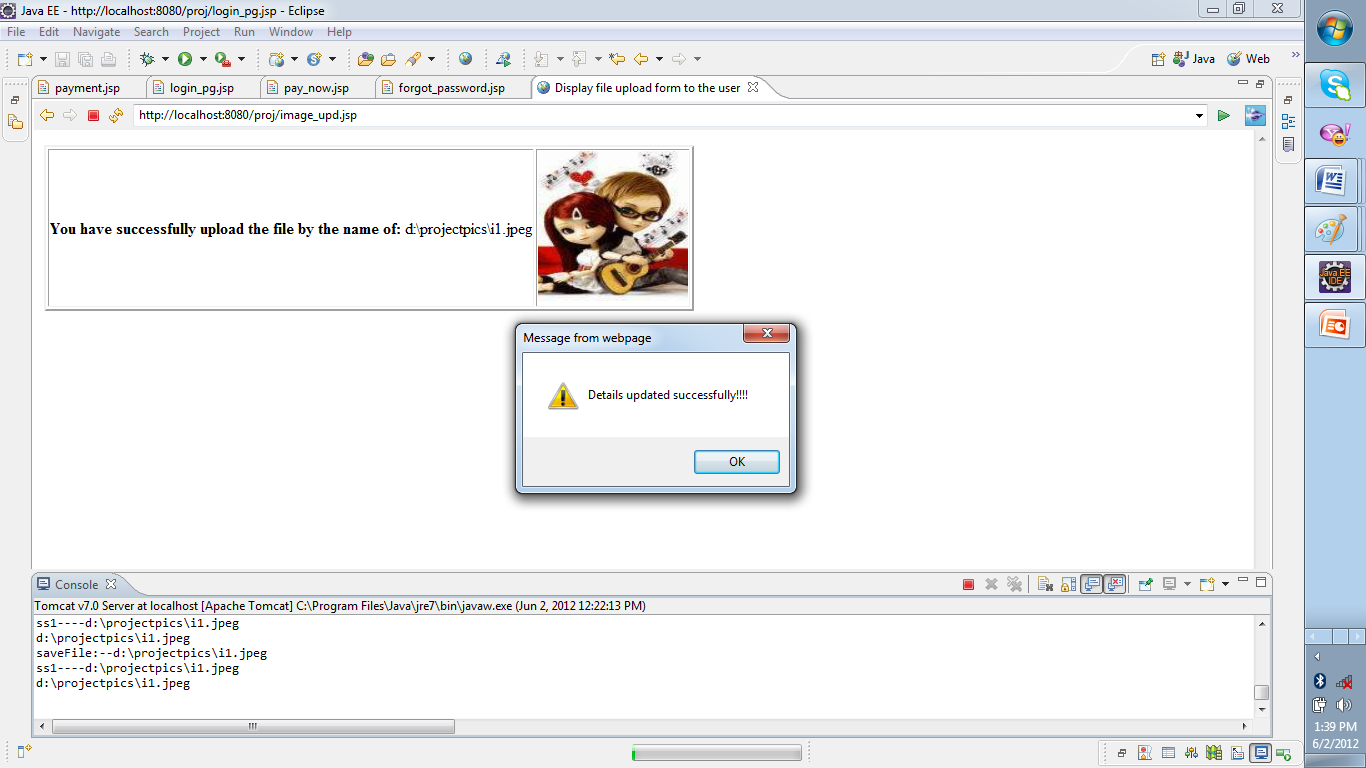 Java EE - http://localhost:8080/proj/login_pg.jsp - Eclipse
File Edit Navigate Search Project Run Window Help
Java Web
payment.jsp login_pg.jsp pay_now.jsp forgot_password.jsp Display file upload form to the user
http://localhost:8080/proj/image_upd.jsp
You have successfully upload the file by the name of: d:\projectpics\i1.jpeg
Message from webpage
Details updated successfully!!!!
OK
Console
Tomcat v7.0 Server at localhost [Apache Tomcat] C:\Program Files\Java\jre7\bin\javaw.exe (Jun 2, 2012 12:22:13 PM)
ss1----d:\projectpics\i1.jpeg
d:\projectpics\i1.jpeg
saveFile:--d:\projectpics\i1.jpeg
ss1----d:\projectpics\i1.jpeg
d:\projectpics\i1.jpeg
Java EE
IDE
1:39 PM
6/2/2012